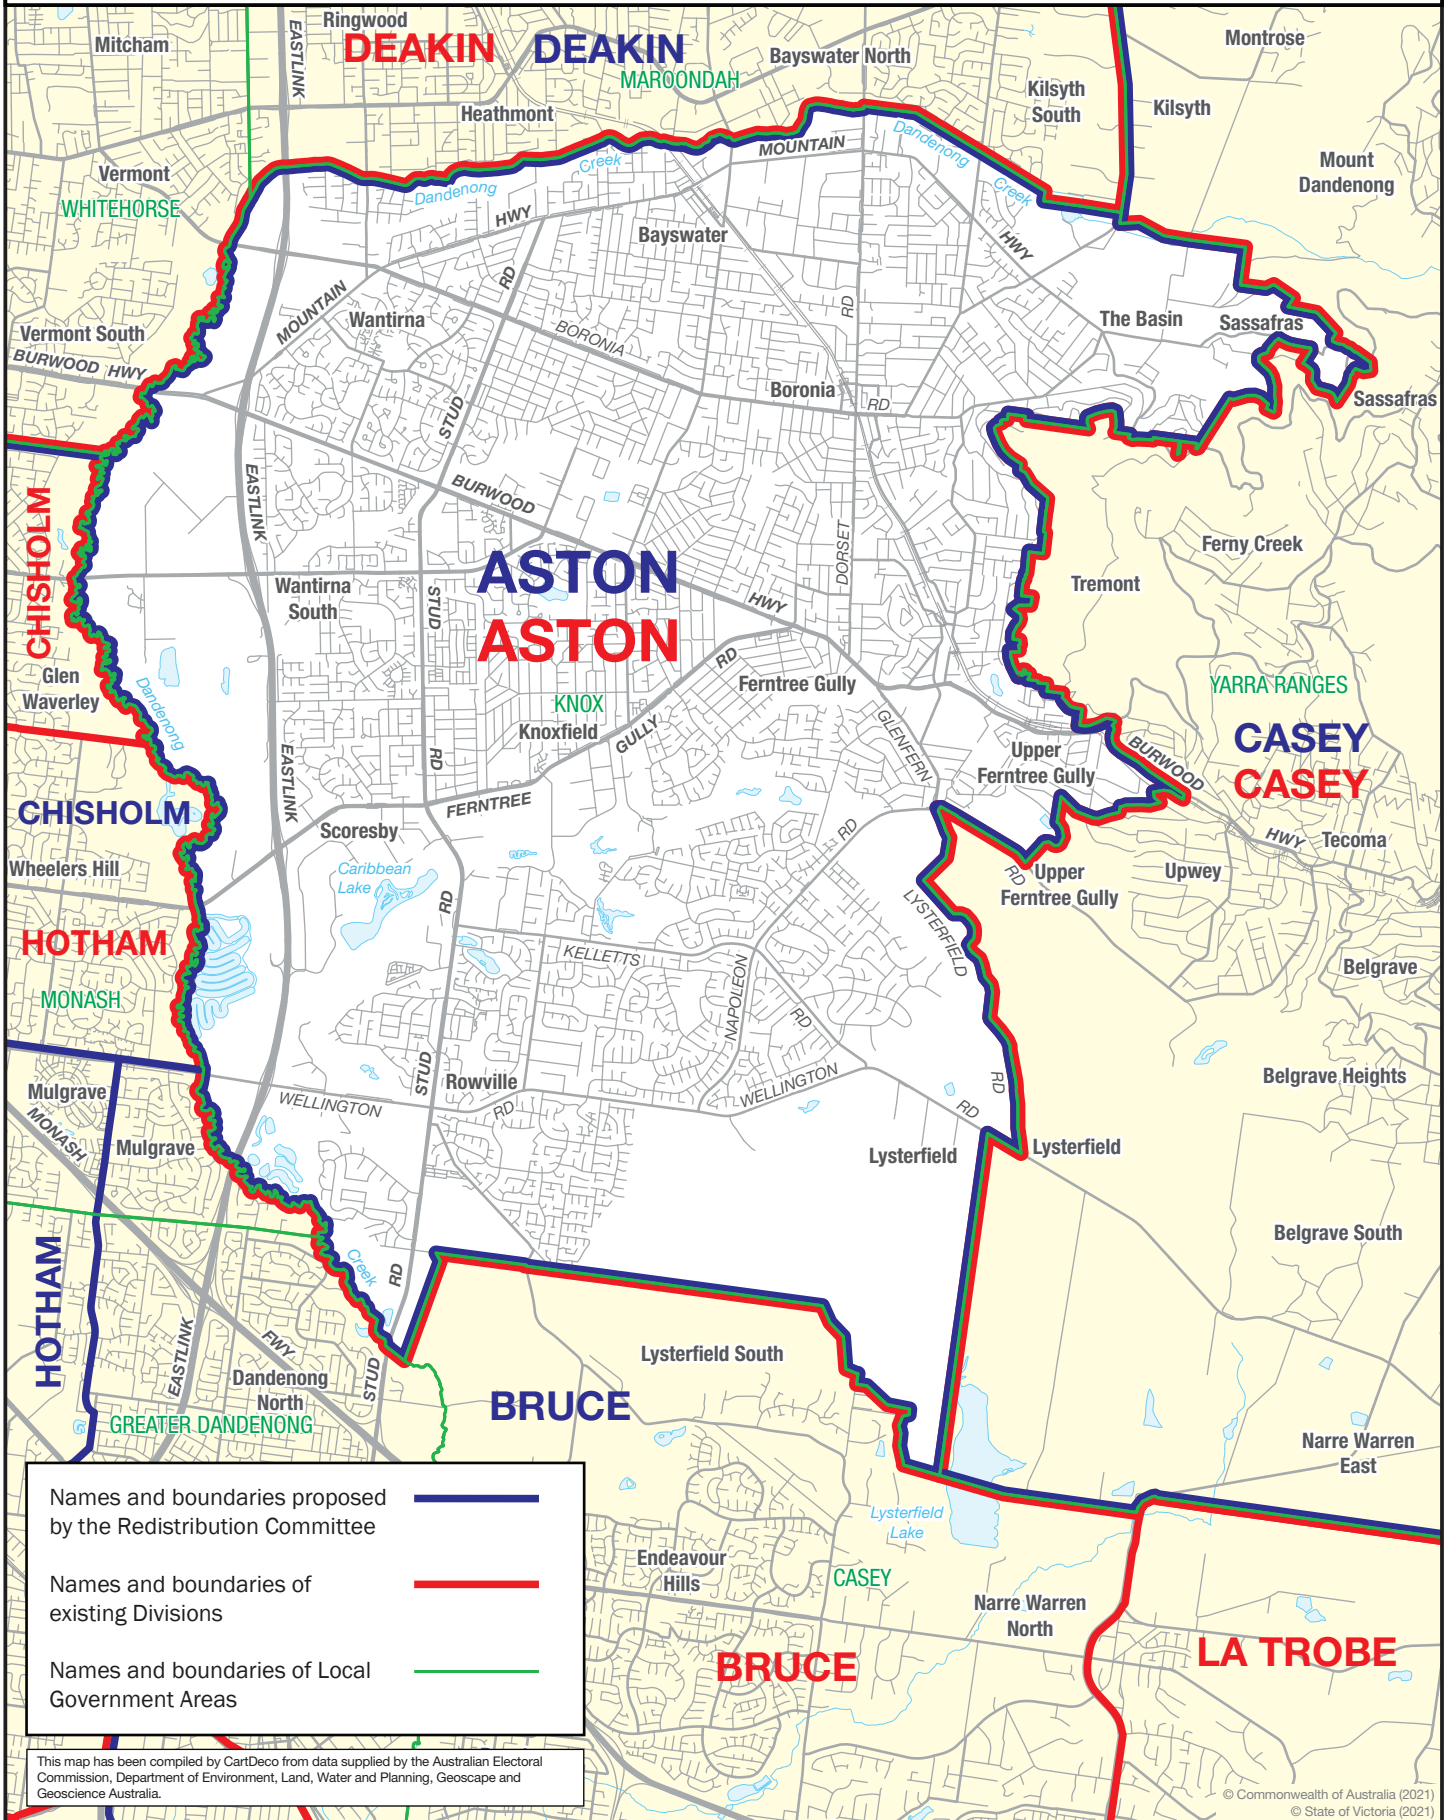 Ringwood
DEAKIN
DEAKIN
Mitcham
EASTLINK
MAROONDAH
Bayswater North
Montrose
Kilsyth
South
Kilsyth
Heathmont
Vermont
WHITEHORSE
Creek
Dandenong
MOUNTAIN
Dandenong
Creek
Mount
Dandenong
HWY
Bayswater
HWY
RD
MOUNTAIN
Wantirna
BORONIA
RD
The Basin
Sassafras
Vermont South
BURWOOD HWY
Boronia
RD
Sassafras
STUD
EASTLINK
BURWOOD
CHISHOLM
DORSET
Ferny Creek
Tremont
ASTON
ASTON
Wantirna
South
STUD
HWY
Glen
Waverley
Dandenong
RD
Ferntree Gully
YARRA RANGES
KNOX
Knoxfield
GULLY
GLENFERN
CASEY
CASEY
BURWOOD
Upper
Ferntree Gully
EASTLINK
RD
FERNTREE
CHISHOLM
Scoresby
RD
HWY
Tecoma
Wheelers Hill
Caribbean
Lake
RD
LYSTERFIELD
RD
Upper
Ferntree Gully
Upwey
HOTHAM
MONASH
KELLETTS
NAPOLEON
RD
Belgrave
STUD
Rowville
RD
WELLINGTON
WELLINGTON
RD
RD
Belgrave Heights
Mulgrave
MONASH
Mulgrave
Lysterfield
Lysterfield
Belgrave South
HOTHAM
Creek
RD
EASTLINK
FWY
STUD
Dandenong
North
GREATER DANDENONG
Lysterfield South
BRUCE
Narre Warren
East
Lysterfield
Lake
Endeavour
Hills
CASEY
Narre Warren
North
BRUCE
LA TROBE
Names and boundaries proposed
by the Redistribution Committee
Names and boundaries of
existing Divisions
Names and boundaries of Local
Government Areas
This map has been compiled by CartDeco from data supplied by the Australian Electoral
Commission, Department of Environment, Land, Water and Planning, Geoscape and
Geoscience Australia.
© Commonwealth of Australia (2021)
© State of Victoria (2021)